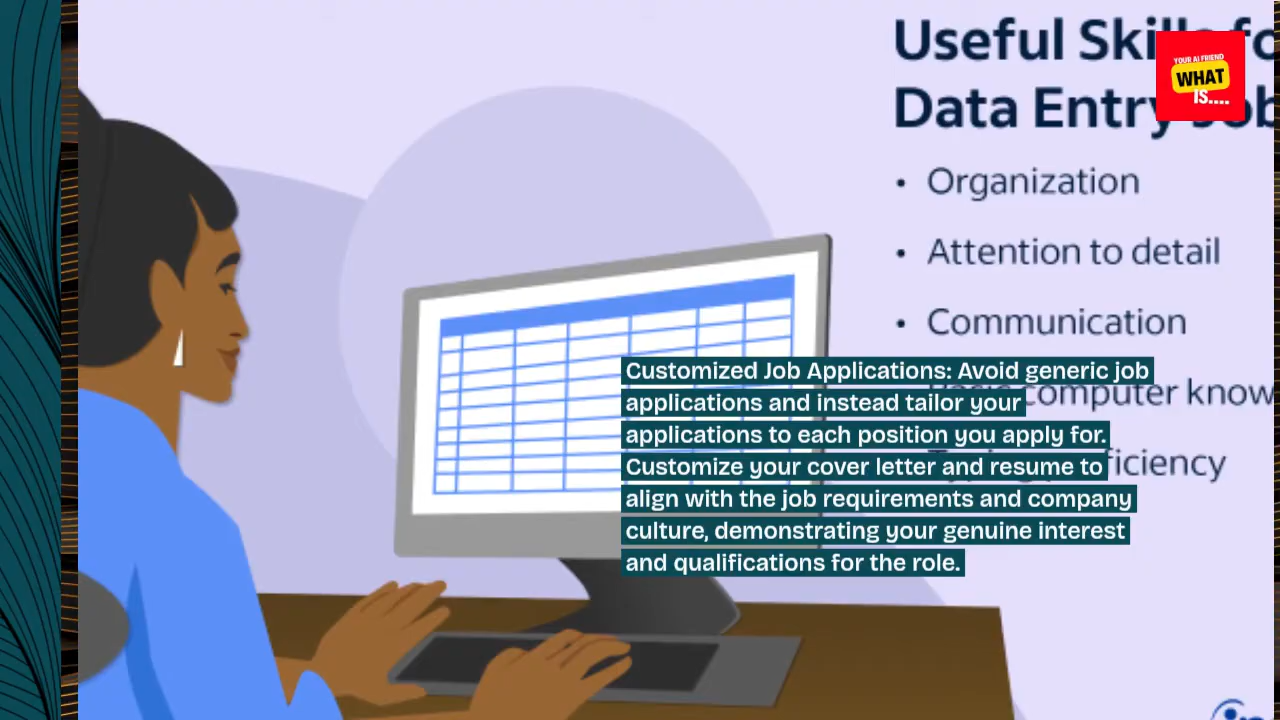 Useful Skills fo
Data Entry Job
YOUR AI FRIEND
WHAT
IS....
• Organization
• Attention to detail
• Communication
computer know
iciency
Customized Job Applications: Avoid generic job
applications and instead tailor your
applications to each position you apply for.
Customize your cover letter and resume to
align with the job requirements and company
culture, demonstrating your genuine interest
and qualifications for the role.